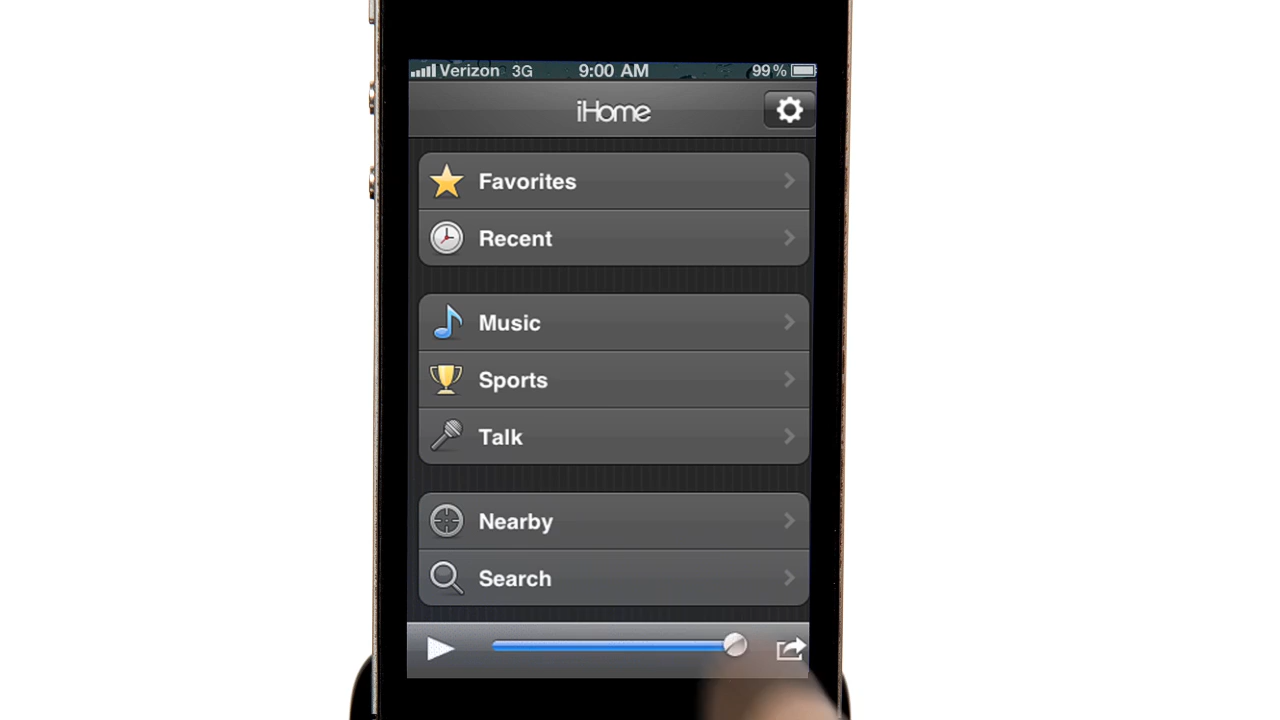 Verizon 3G 9:00 AM 99%
iHome
Favorites
Recent
Music
Sports
Talk
Nearby
Search